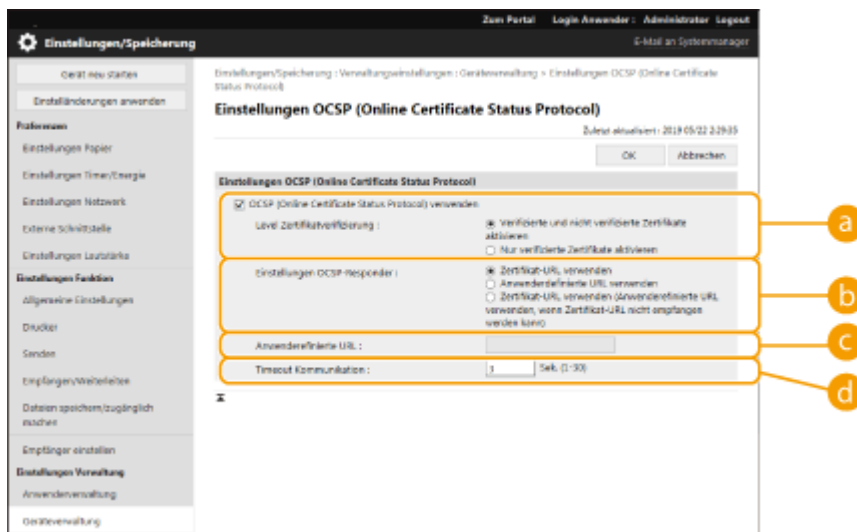 Zum Portal Login Anwender : Administrator Logout
Einstellungen/Speicherung
E-Mail an Systemmanager
Gerät neu starten
Einstelländerungen anwenden
Präferenzen
Einstellungen Papier
Einstellungen Timer/Energie
Einstellungen Netzwerk
Externe Schnittstelle
Einstellungen Lautstärke
Einstellungen Funktion
Allgemeine Einstellungen
Drucker
Senden
Empfangen/Weiterleiten
Dateien speichern/zugänglich
machen
Empfänger einstellen
Einstellungen Verwaltung
Anwenderverwaltung
Geräteverwaltung
Einstellungen/Speicherung : Verwaltungseinstellungen : Geräteverwaltung > Einstellungen OCSP (Online Certificate
Status Protocol)
Einstellungen OCSP (Online Certificate Status Protocol)
Zuletzt aktualisiert : 2019 05/22 2:29:35
OK Abbrechen
Einstellungen OCSP (Online Certificate Status Protocol)
OCSP (Online Certificate Status Protocol) verwenden
Level Zertifikatverifizierung :
Verifizierte und nicht verifizierte Zertifikate
aktivieren
Nur verifizierte Zertifikate aktivieren
a
Einstellungen OCSP-Responder :
Zertifikat-URL verwenden
Anwenderdefinierte URL verwenden
Zertifikat-URL verwenden (Anwenderefinierte URL
verwenden, wenn Zertifikat-URL nicht empfangen
werden kann)
b
Anwenderefinierte URL :
c
Timeout Kommunikation :
3 Sek. (1-30)
d